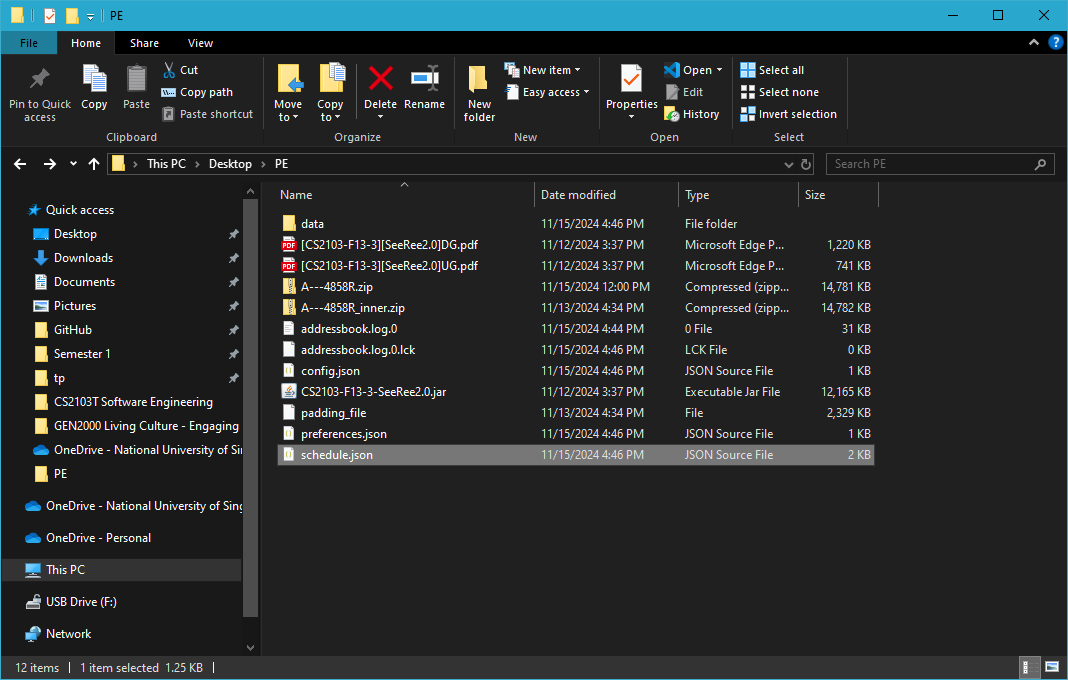 PE
File Home Share View
Pin to Quick access
Copy
Paste
Cut
Copy path
Paste shortcut
Clipboard
Move to
Copy to
Delete
Rename
Organize
New folder
New item
Easy access
New
Properties
Open
Edit
History
Open
Select all
Select none
Invert selection
Select
This PC > Desktop > PE
Search PE
Quick access
Desktop
Downloads
Documents
Pictures
GitHub
Semester 1
tp
CS2103T Software Engineering
GEN2000 Living Culture - Engaging
OneDrive - National University of Si
PE
OneDrive - National University of Sing
OneDrive - Personal
This PC
USB Drive (F:)
Network
Name Date modified Type Size
data 11/15/2024 4:46 PM File folder
[CS2103-F13-3][SeeRee2.0]DG.pdf 11/12/2024 3:37 PM Microsoft Edge P... 1,220 KB
[CS2103-F13-3][SeeRee2.0]UG.pdf 11/12/2024 3:37 PM Microsoft Edge P... 741 KB
A---4858R.zip 11/15/2024 12:00 PM Compressed (zipp... 14,781 KB
A---4858R_inner.zip 11/13/2024 4:34 PM Compressed (zipp... 14,782 KB
addressbook.log.0 11/15/2024 4:44 PM 0 File 31 KB
addressbook.log.0.lck 11/15/2024 4:46 PM LCK File 0 KB
config.json 11/15/2024 4:46 PM JSON Source File 1 KB
CS2103-F13-3-SeeRee2.0.jar 11/12/2024 3:37 PM Executable Jar File 12,165 KB
padding_file 11/13/2024 4:34 PM File 2,329 KB
preferences.json 11/15/2024 4:46 PM JSON Source File 1 KB
schedule.json 11/15/2024 4:46 PM JSON Source File 2 KB
12 items 1 item selected 1.25 KB